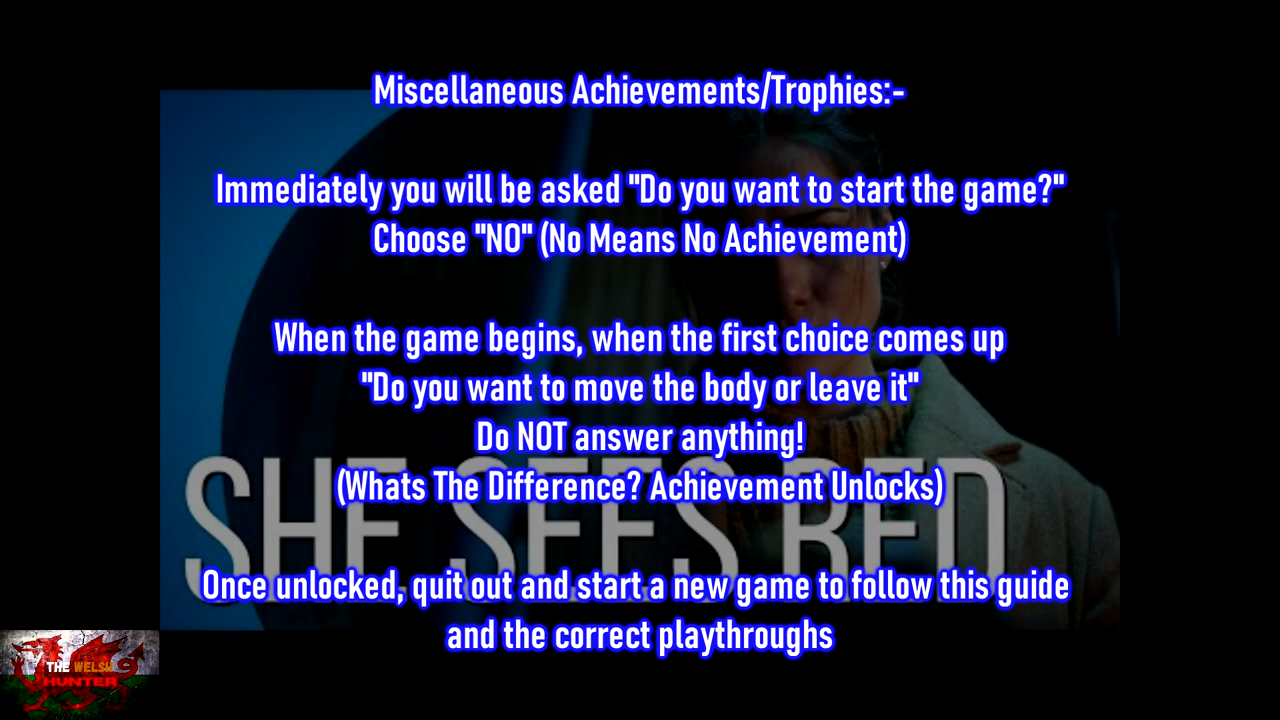 Miscellaneous Achievements/Trophies:-
Immediately you will be asked "Do you want to start the game?"
Choose "NO" (No Means No Achievement)
When the game begins, when the first choice comes up
"Do you want to move the body or leave it"
Do NOT answer anything!
(Whats The Difference? Achievement Unlocks)
SHE SEES RED
Once unlocked, quit out and start a new game to follow this guide
and the correct playthroughs
THE WELSH
HUNTER